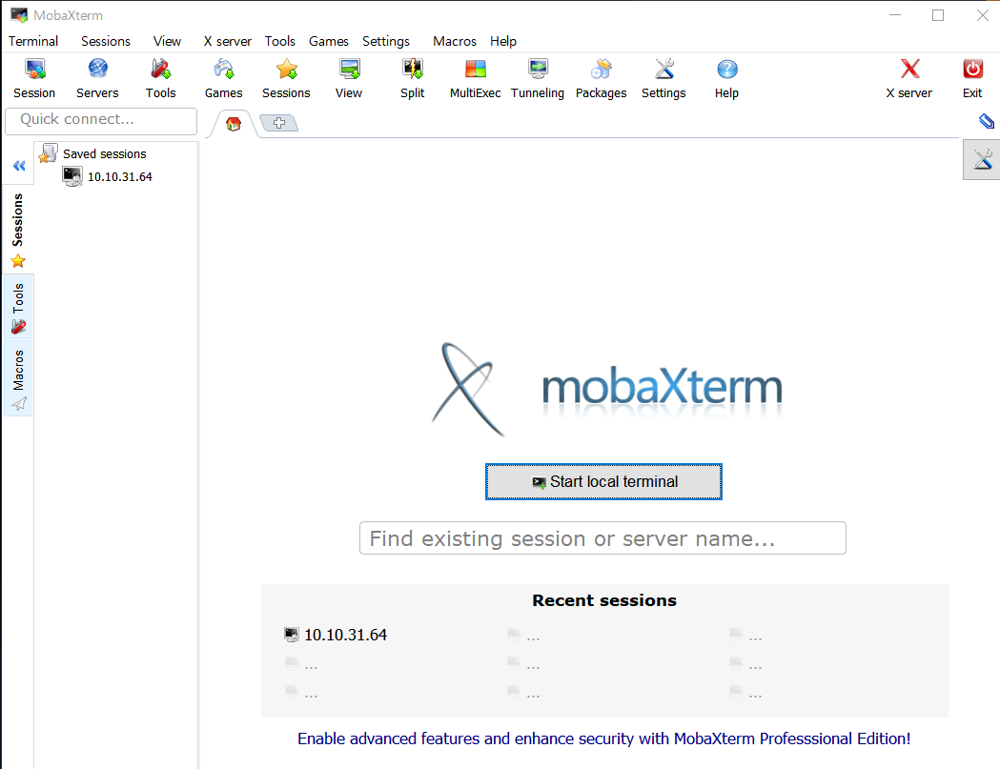 MobaXterm
Terminal Sessions View X server Tools Games Settings Macros Help
Session Servers Tools Games Sessions View Split MultiExec Tunneling Packages Settings Help X server Exit
Quick connect...
Saved sessions
10.10.31.64
Sessions
Tools
Macros
mobaXterm
Start local terminal
Find existing session or server name...
Recent sessions
10.10.31.64 ... ...
... ... ...
... ... ...
Enable advanced features and enhance security with MobaXterm Professsional Edition!